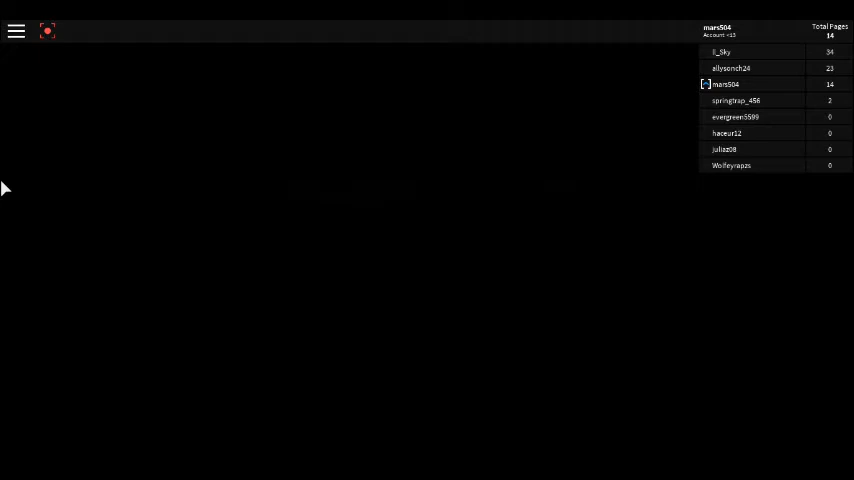 mars504
Account <13
Total Pages
14
ll_Sky 34
allysonch24 23
mars504 14
springtrap_456 2
evergreen5599 0
haceur12 0
juliaz08 0
Wolfeyrapzs 0